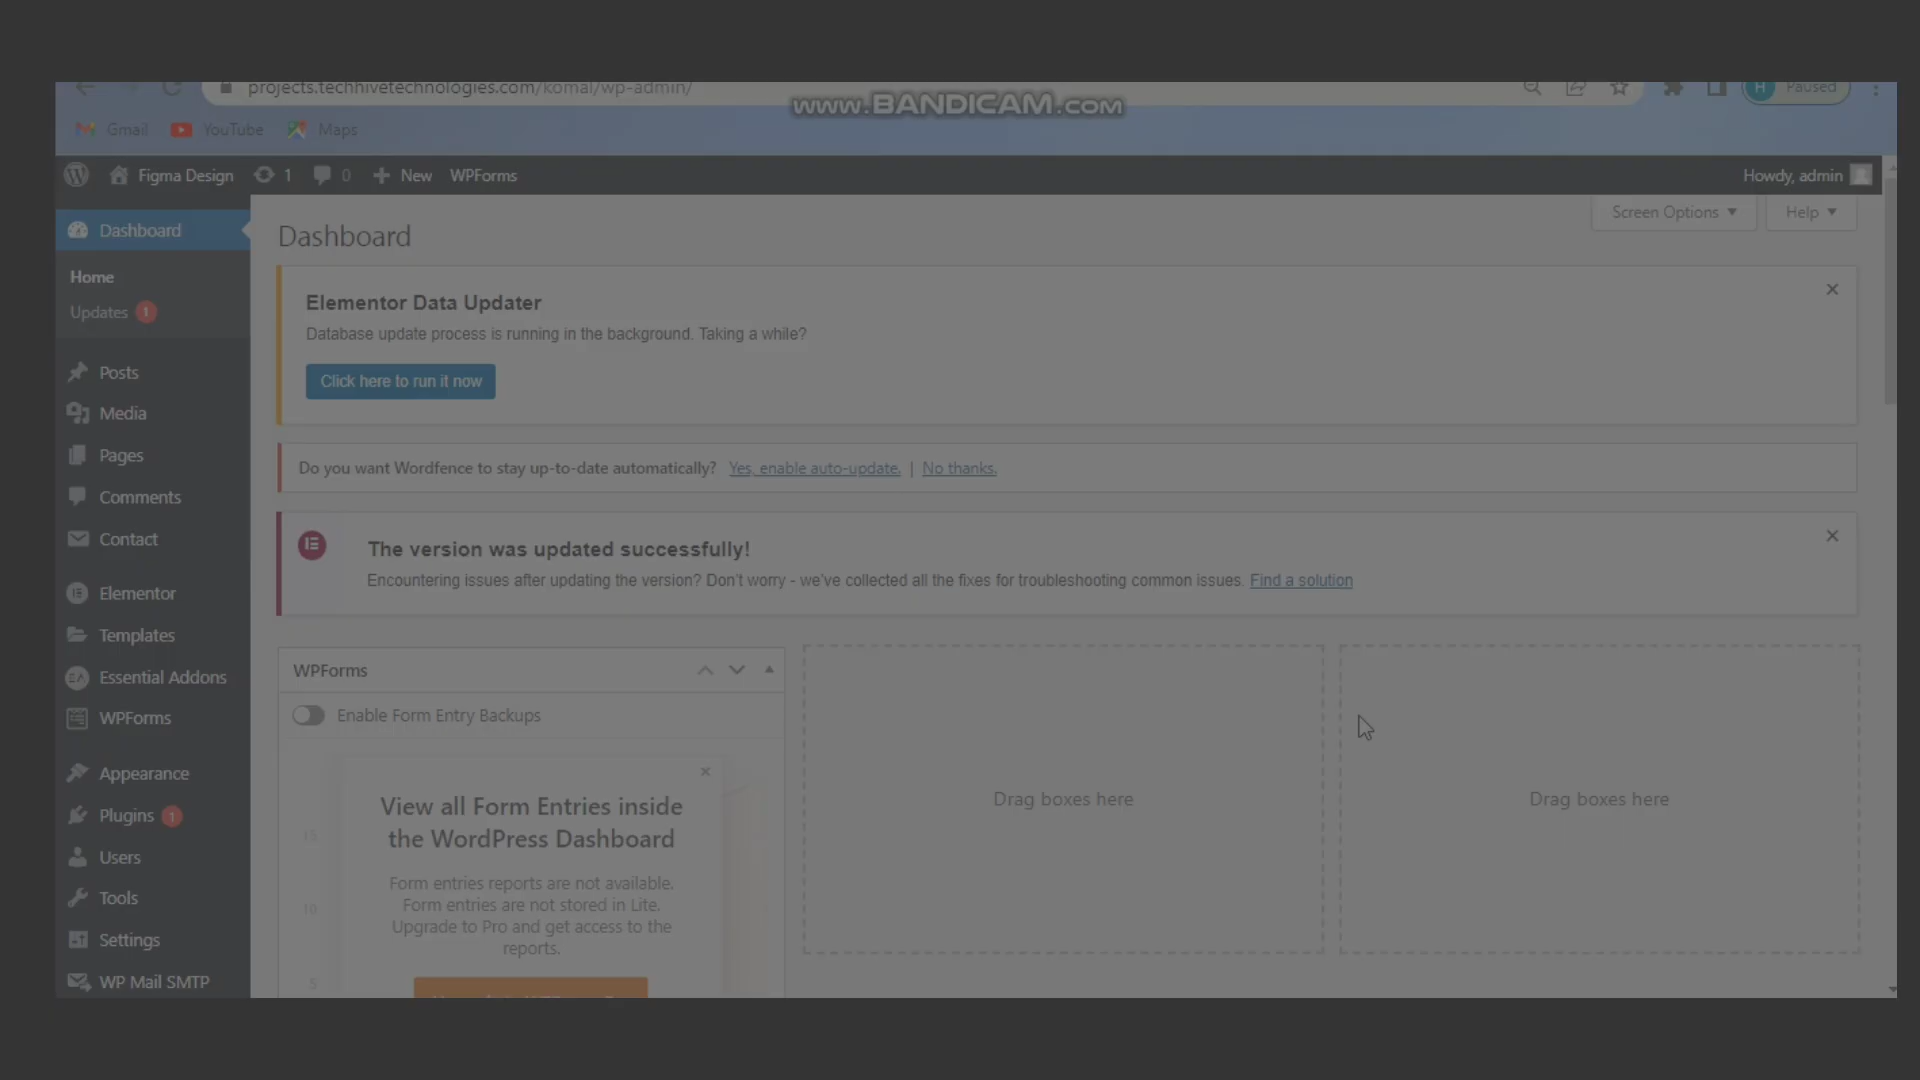 projects.techhivetechnologies.com/komal/wp-admin/
www.BANDICAM.com
H Paused
Gmail YouTube Maps
Figma Design 1 0 New WPForms
Howdy, admin
Dashboard
Home
Updates 1
Posts
Media
Pages
Comments
Contact
Elementor
Templates
Essential Addons
WPForms
Appearance
Plugins 1
Users
Tools
Settings
WP Mail SMTP
Dashboard
Screen Options ▼
Help ▼
Elementor Data Updater
Database update process is running in the background. Taking a while?
Click here to run it now
Do you want Wordfence to stay up-to-date automatically? Yes, enable auto-update. | No thanks.
The version was updated successfully!
Encountering issues after updating the version? Don't worry - we've collected all the fixes for troubleshooting common issues. Find a solution
WPForms
Enable Form Entry Backups
View all Form Entries inside
the WordPress Dashboard
Form entries reports are not available.
Form entries are not stored in Lite.
Upgrade to Pro and get access to the
reports.
15
10
5
Drag boxes here
Drag boxes here